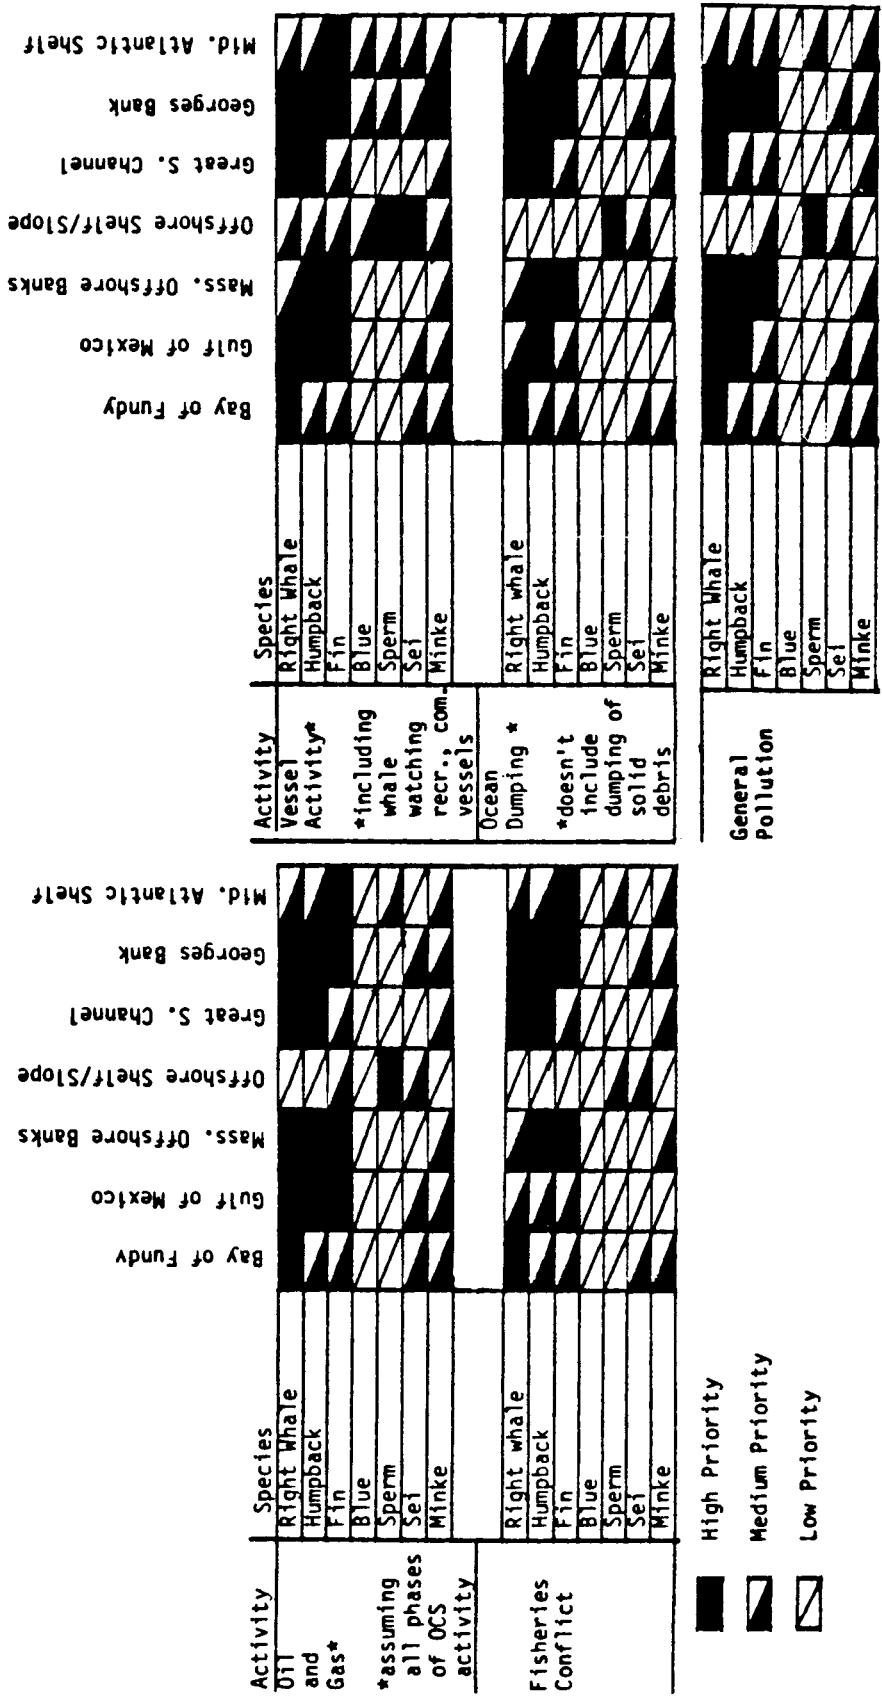 Activity
Species
Bay of Fundy
Gulf of Mexico
Mass. Offshore Banks
Offshore Shelf/Slope
Great S. Channel
Georges Bank
Mid. Atlantic Shelf
Oil
and
Gas*
*assuming
all phases
of OCS
activity
Right Whale
Humpback
Fin
Blue
Sperm
Sei
Minke
Fisheries
Conflict
Right whale
Humpback
Fin
Blue
Sperm
Sei
Minke
High Priority
Medium Priority
Low Priority
Activity
Species
Bay of Fundy
Gulf of Mexico
Mass. Offshore Banks
Offshore Shelf/Slope
Great S. Channel
Georges Bank
Mid. Atlantic Shelf
Vessel
Activity*
*including
whale
watching
recr., com.
vessels
Right Whale
Humpback
Fin
Blue
Sperm
Sei
Minke
Ocean
Dumping *
*doesn't
include
dumping of
solid
debris
Right whale
Humpback
Fin
Blue
Sperm
Sei
Minke
General
Pollution
Right Whale
Humpback
Fin
Blue
Sperm
Sei
Minke